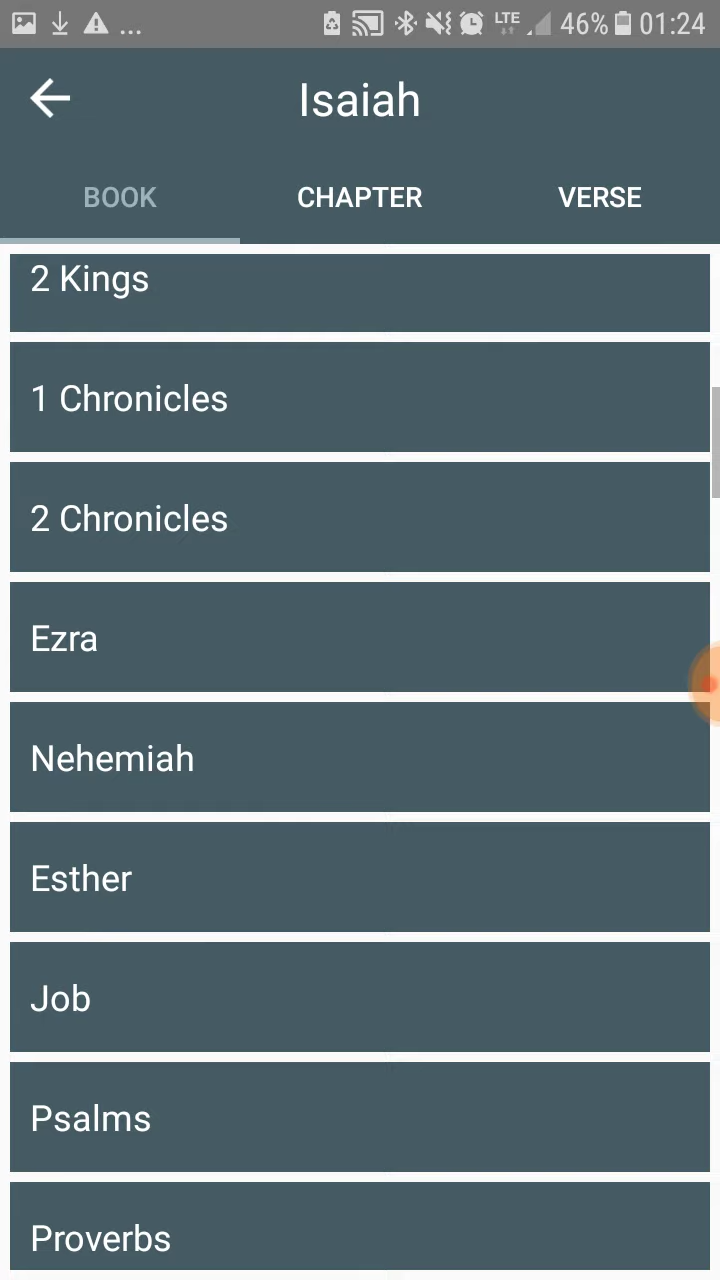 ... LTE 46% 01:24
Isaiah
BOOK CHAPTER VERSE
2 Kings
1 Chronicles
2 Chronicles
Ezra
Nehemiah
Esther
Job
Psalms
Proverbs